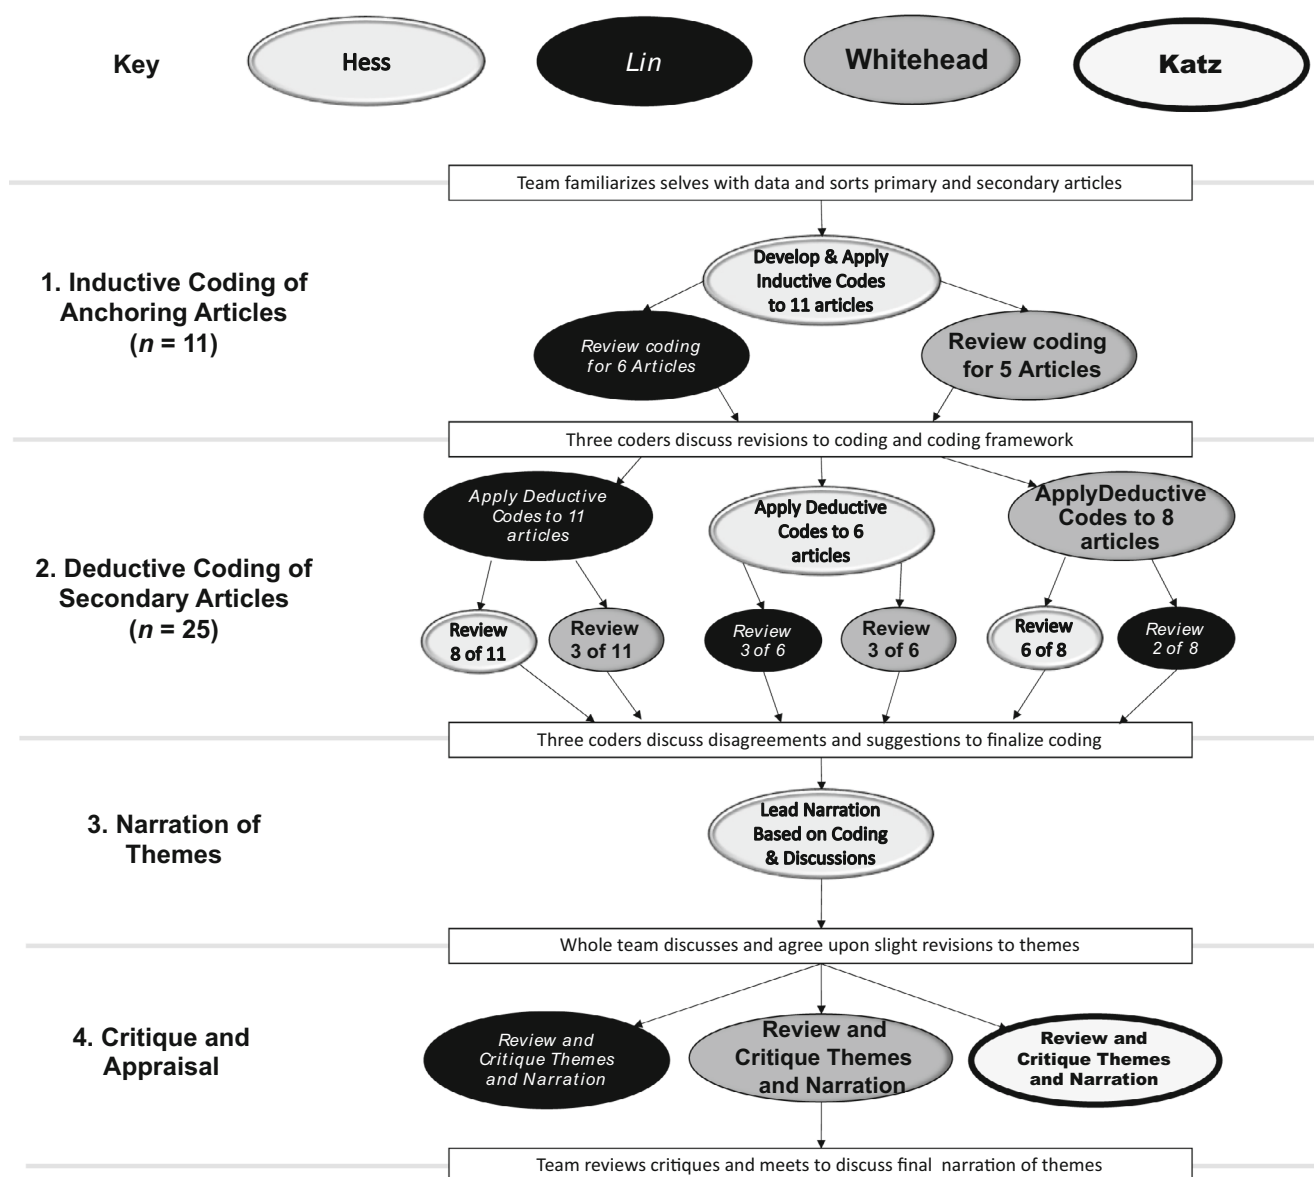 Key
Hess
Lin
Whitehead
Katz
Team familiarizes selves with data and sorts primary and secondary articles
1. Inductive Coding of
Anchoring Articles
(n = 11)
Develop & Apply
Inductive Codes
to 11 articles
Review coding
for 6 Articles
Review coding
for 5 Articles
Three coders discuss revisions to coding and coding framework
2. Deductive Coding of
Secondary Articles
(n = 25)
Apply Deductive
Codes to 11
articles
Apply Deductive
Codes to 6
articles
ApplyDeductive
Codes to 8
articles
Review
8 of 11
Review
3 of 11
Review
3 of 6
Review
3 of 6
Review
6 of 8
Review
2 of 8
Three coders discuss disagreements and suggestions to finalize coding
3. Narration of
Themes
Lead Narration
Based on Coding
& Discussions
Whole team discusses and agree upon slight revisions to themes
4. Critique and
Appraisal
Review and
Critique Themes
and Narration
Review and
Critique Themes
and Narration
Review and
Critique Themes
and Narration
Team reviews critiques and meets to discuss final narration of themes